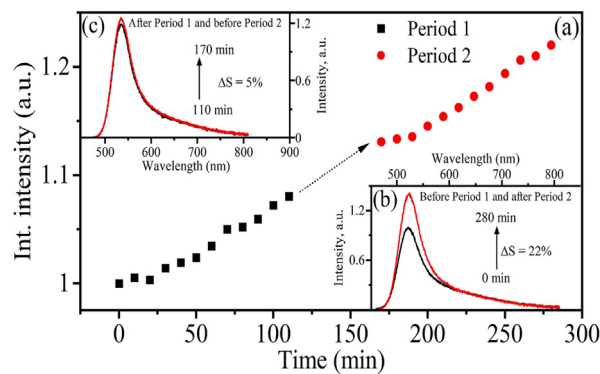 (c)
After Period 1 and before Period 2
170 min
ΔS = 5%
110 min
1.2
0.6
0
Intensity, a.u.
500 600 700 800 900
Wavelength (nm)
Period 1
Period 2
(a)
1.22
1.11
1
Int. intensity (a.u.)
Wavelength (nm)
500 600 700 800
Before Period 1 and after Period 2
(b)
280 min
ΔS = 22%
0 min
1.2
0.6
Intensity, a.u.
0 50 100 150 200 250 300
Time (min)